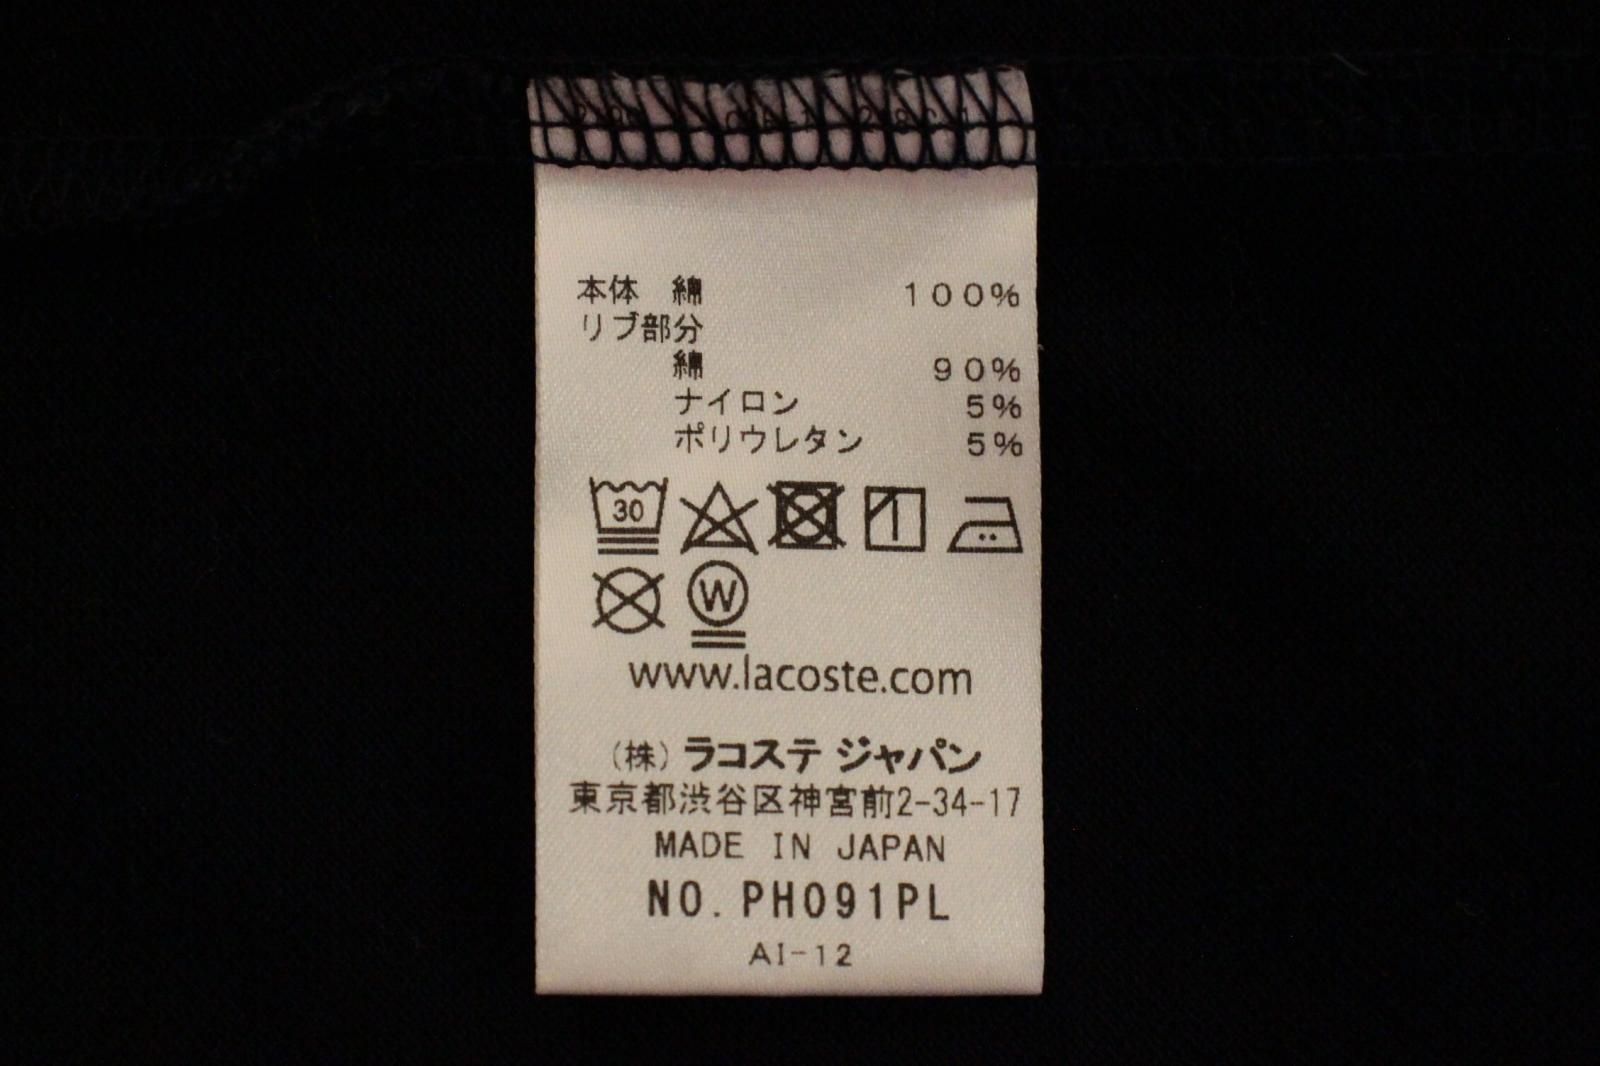 本体 綿 100%
リブ部分
綿 90%
ナイロン 5%
ポリウレタン 5%
30
W
www.lacoste.com
(株) ラコステ ジャパン
東京都渋谷区神宮前2-34-17
MADE IN JAPAN
NO. PH091PL
AI-12